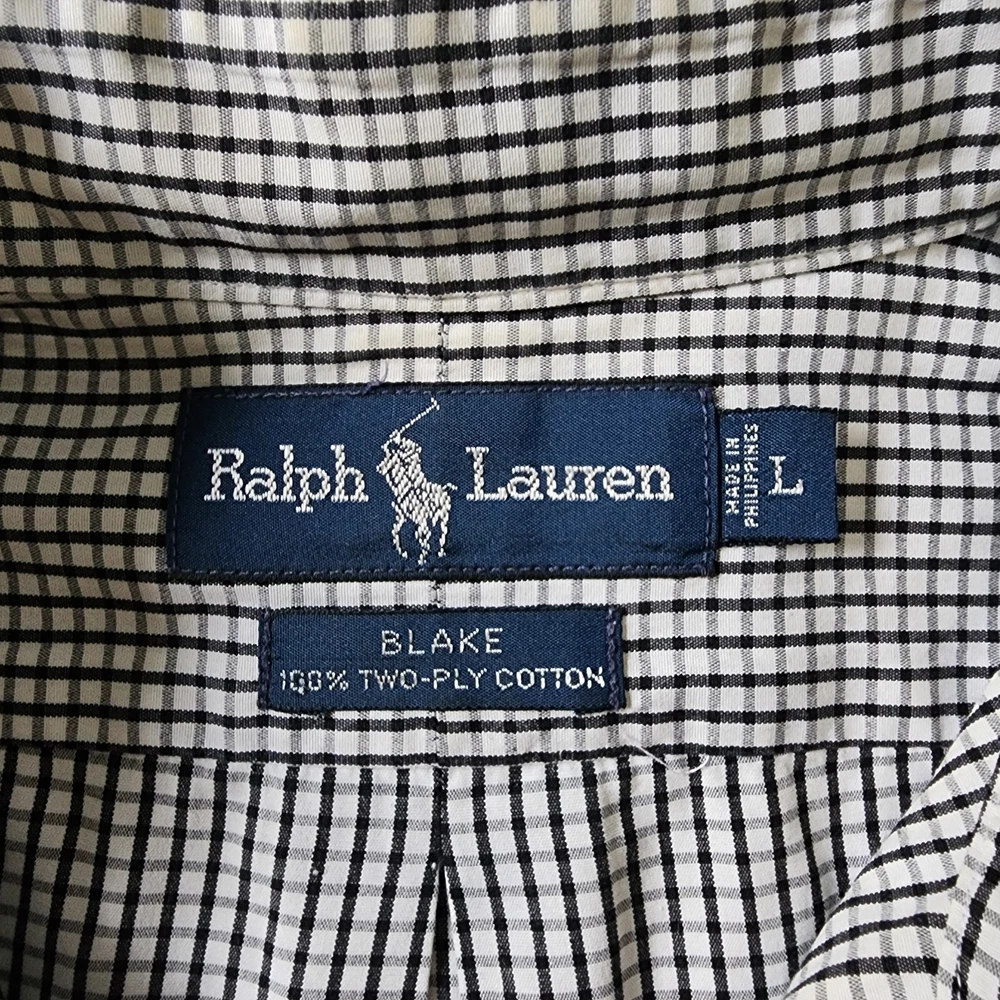 Ralph Lauren
MADE IN
PHILIPPINES
L
BLAKE
100% TWO-PLY COTTON